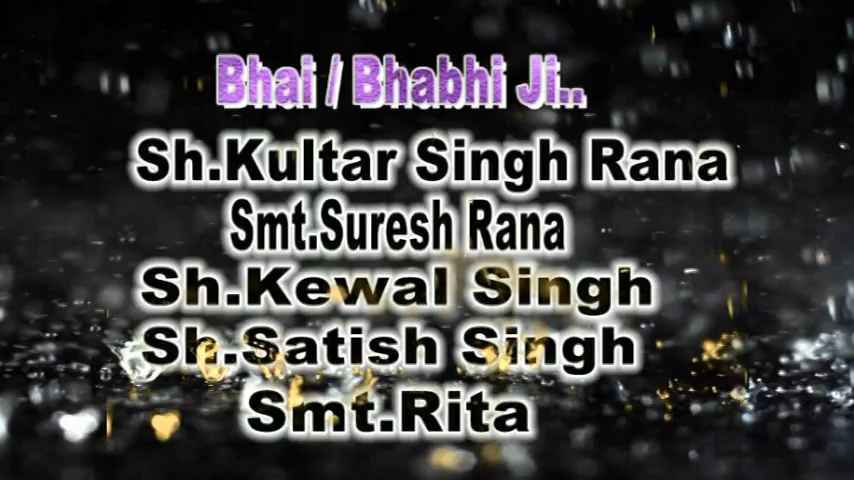 Bhai / Bhabhi Ji..
Sh.Kultar Singh Rana
Smt.Suresh Rana
Sh.Kewal Singh
Sh.Satish Singh
Smt.Rita